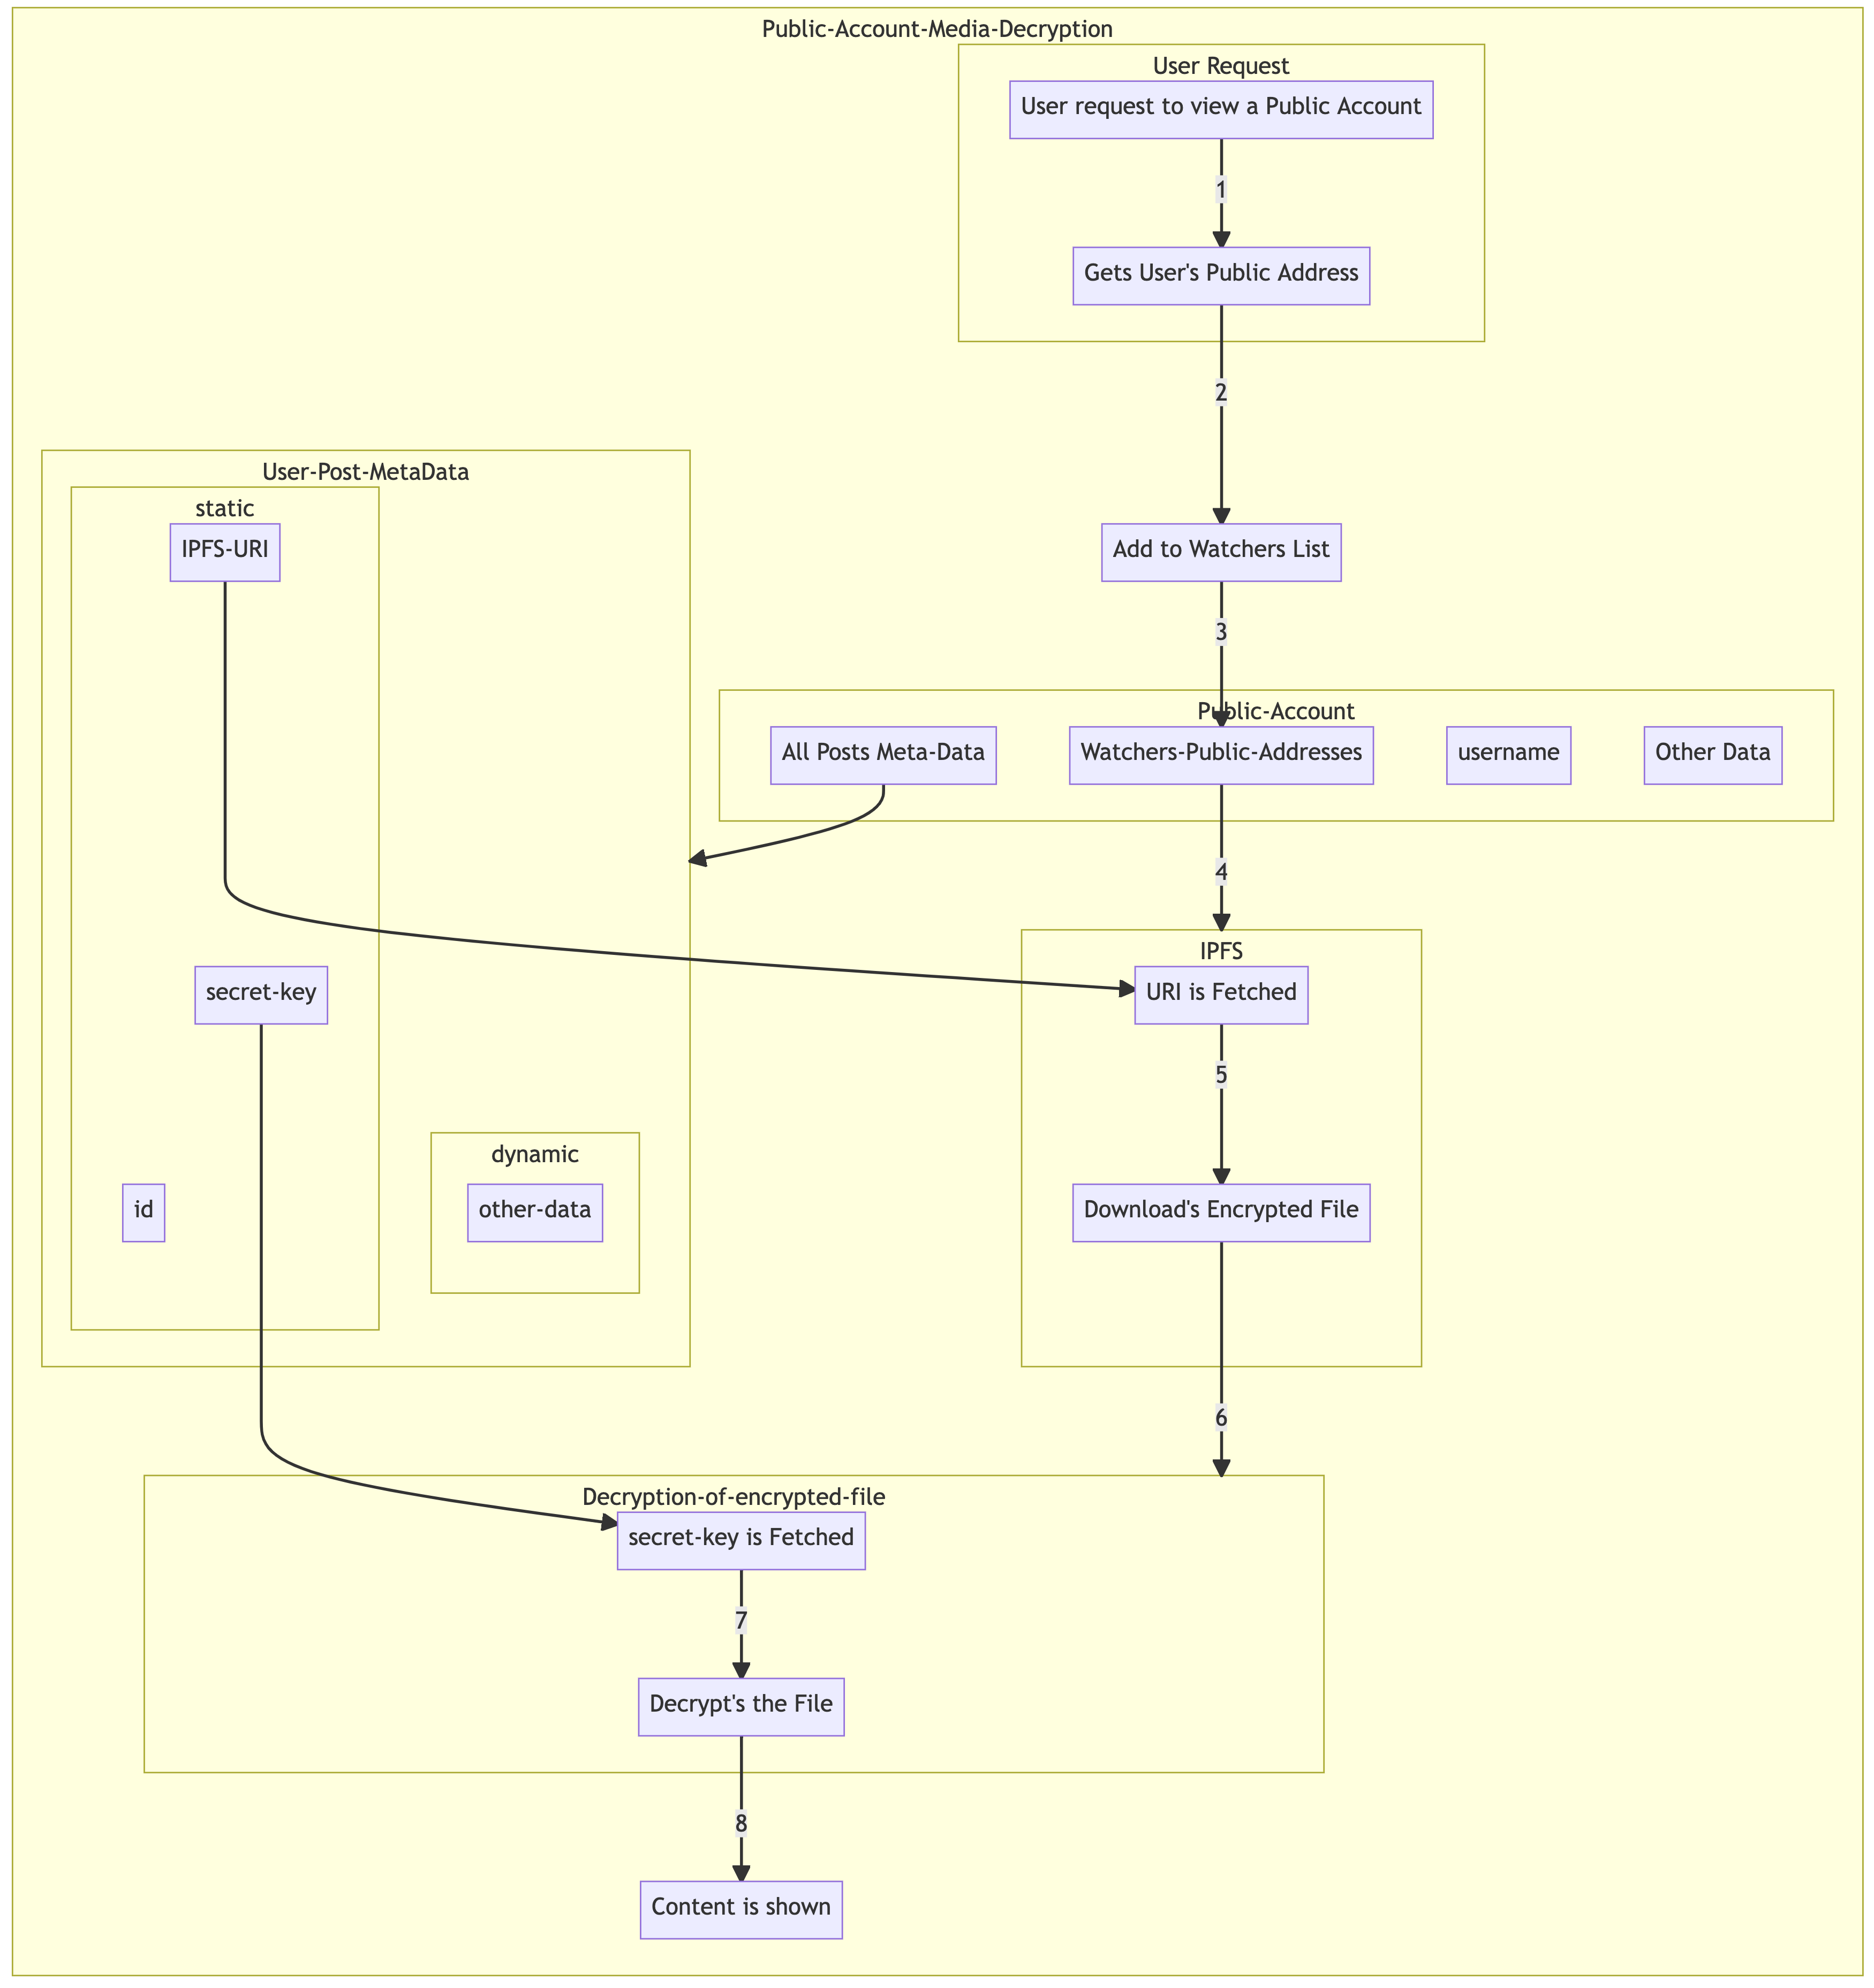 Public-Account-Media-Decryption
User Request
User request to view a Public Account
1
Gets User's Public Address
2
User-Post-MetaData
static
IPFS-URI
Add to Watchers List
3
Public-Account
All Posts Meta-Data
Watchers-Public-Addresses
username
Other Data
4
IPFS
secret-key
URI is Fetched
5
dynamic
id
other-data
Download's Encrypted File
6
Decryption-of-encrypted-file
secret-key is Fetched
7
Decrypt's the File
8
Content is shown